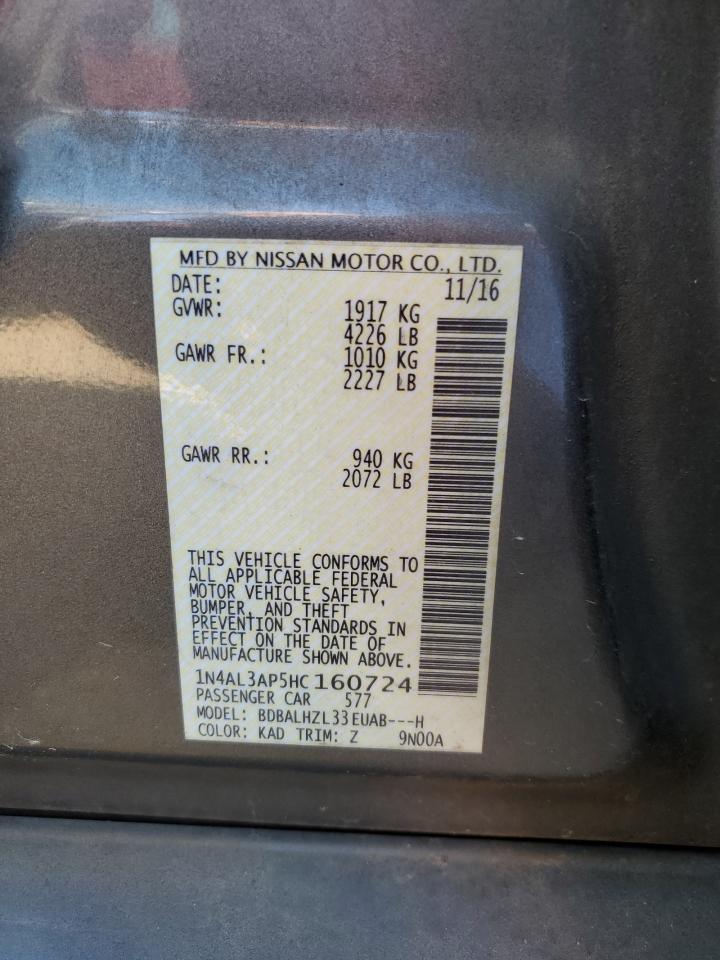 MFD BY NISSAN MOTOR CO., LTD.
DATE: 11/16
GVWR: 1917 KG
4226 LB
GAWR FR.: 1010 KG
2227 LB
GAWR RR.: 940 KG
2072 LB
THIS VEHICLE CONFORMS TO
ALL APPLICABLE FEDERAL
MOTOR VEHICLE SAFETY,
BUMPER, AND THEFT
PREVENTION STANDARDS IN
EFFECT ON THE DATE OF
MANUFACTURE SHOWN ABOVE.
1N4AL3AP5HC160724
PASSENGER CAR 577
MODEL: BDBALHZL33EUAB---H
COLOR: KAD TRIM: Z 9N00A